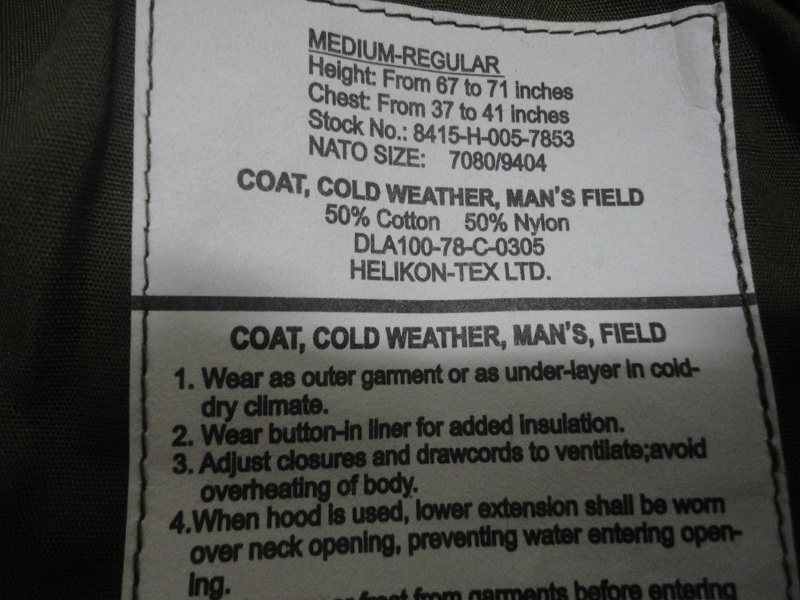 MEDIUM-REGULAR
Height: From 67 to 71 inches
Chest: From 37 to 41 inches
Stock No.: 8415-H-005-7853
NATO SIZE: 7080/9404
COAT, COLD WEATHER, MAN'S FIELD
50% Cotton 50% Nylon
DLA100-78-C-0305
HELIKON-TEX LTD.
COAT, COLD WEATHER, MAN'S, FIELD
1. Wear as outer garment or as under-layer in cold-
dry climate.
2. Wear button-in liner for added insulation.
3. Adjust closures and drawcords to ventilate;avoid
overheating of body.
4.When hood is used, lower extension shall be worn
over neck opening, preventing water entering open-
ing.
from garments before entering